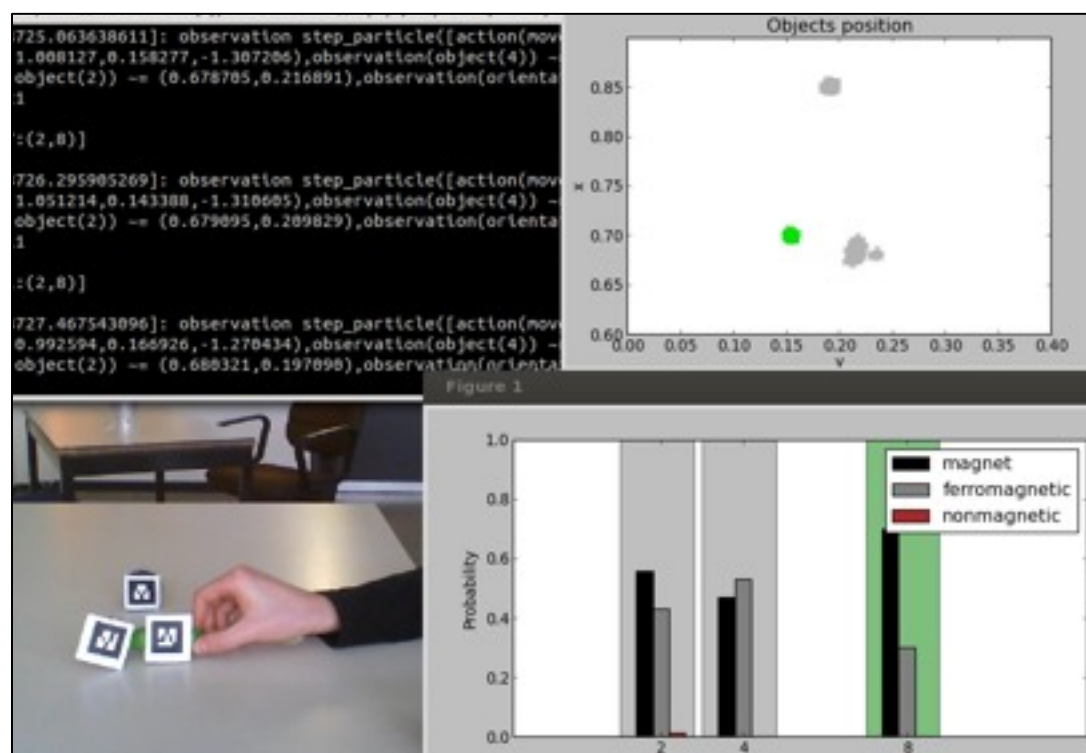 8725.063638611]: observation step_particle([action(mov
1.008127,0.158277,-1.307206),observation(object(4)) ~
object(2)) ~= (0.678705,0.216891),observation(orienta
1
:(2,8)]
8726.295905269]: observation step_particle([action(mov
1.051214,0.143388,-1.310605),observation(object(4)) ~
object(2)) ~= (0.679095,0.209829),observation(orienta
1
:(2,8)]
8727.467543096]: observation step_particle([action(mov
0.992594,0.166926,-1.270434),observation(object(4)) ~
object(2)) ~= (0.680321,0.197090),observation(orienta
Objects position
0.85
0.80
0.75
x
0.70
0.65
0.60
0.00 0.05 0.10 0.15 0.20 0.25 0.30 0.35 0.40
Figure 1
1.0
0.8
0.6
0.4
0.2
0.0
Probability
magnet
ferromagnetic
nonmagnetic
2 4 8